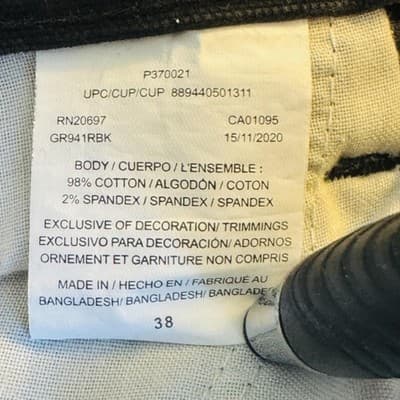 P370021
UPC/CUP/CUP 889440501311
RN20697 CA01095
GR941RBK 15/11/2020
BODY / CUERPO / L'ENSEMBLE :
98% COTTON / ALGODÓN / COTON
2% SPANDEX / SPANDEX / SPANDEX
EXCLUSIVE OF DECORATION/ TRIMMINGS
EXCLUSIVO PARA DECORACIÓN/ ADORNOS
ORNEMENT ET GARNITURE NON COMPRIS
MADE IN / HECHO EN / FABRIQUÉ AU
BANGLADESH/ BANGLADESH/
38